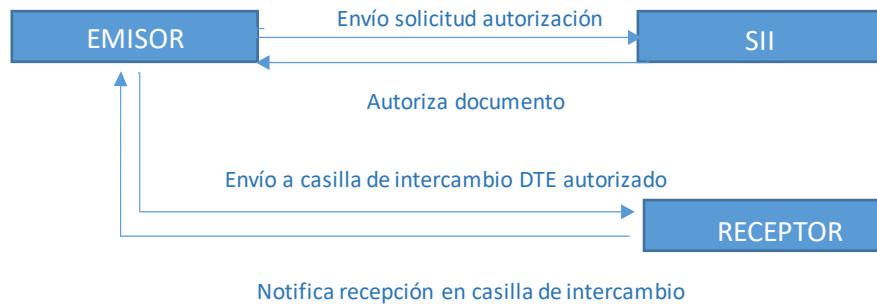 Envío solicitud autorización
EMISOR
SII
Autoriza documento
Envío a casilla de intercambio DTE autorizado
RECEPTOR
Notifica recepción en casilla de intercambio